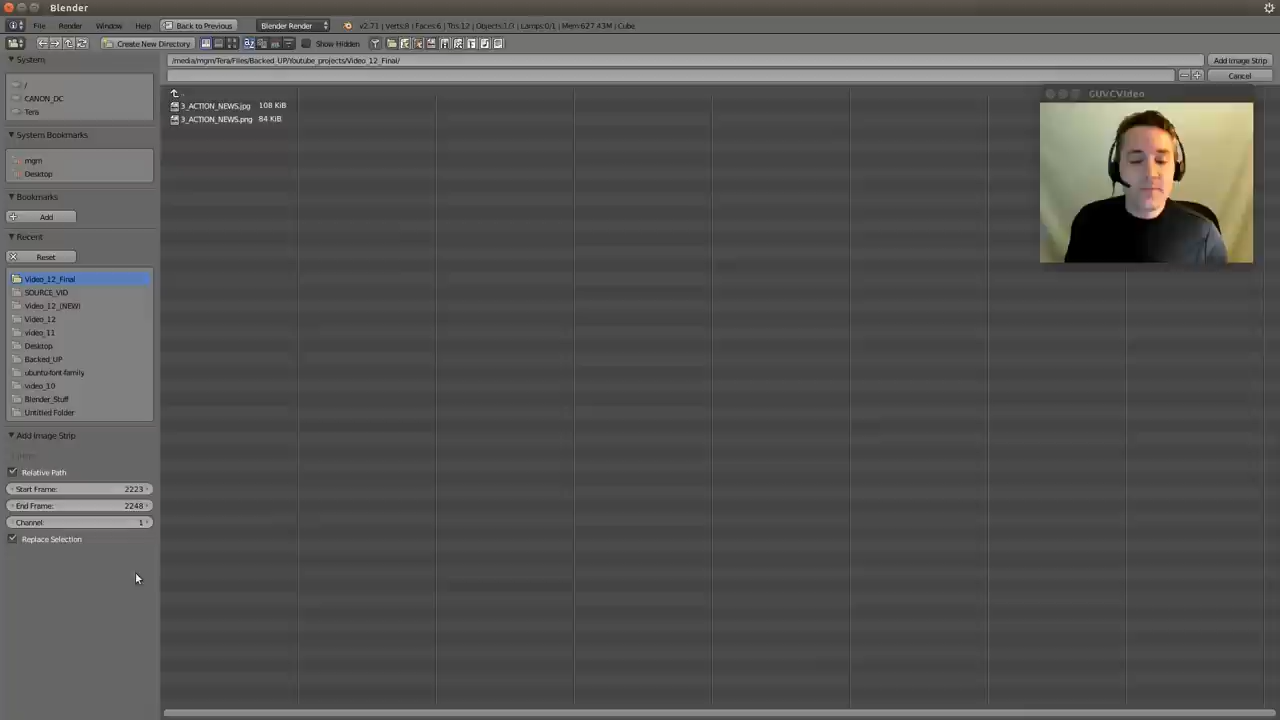 Blender
File Render Window Help Back to Previous Blender Render v2.71 | Verts:8 | Faces:6 | Tris:12 | Objects:1/3 | Lamps:0/1 | Mem:627.43M | Cube
Create New Directory Show Hidden
System
/media/mgm/Tera/Files/Backed_UP/Youtube_projects/Video_12_Final/
Add Image Strip
Cancel
/
CANON_DC
Tera
System Bookmarks
mgm
Desktop
Bookmarks
Add
Recent
Reset
Video_12_Final
SOURCE_VID
Video_12_(NEW)
Video_12
video_11
Desktop
Backed_UP
ubuntu-font-family
video_10
Blender_Stuff
Untitled Folder
Add Image Strip
Relative Path
Start Frame: 2223
End Frame: 2248
Channel: 1
Replace Selection
..
3_ACTION_NEWS.jpg 108 KiB
3_ACTION_NEWS.png 84 KiB
GUVCVideo